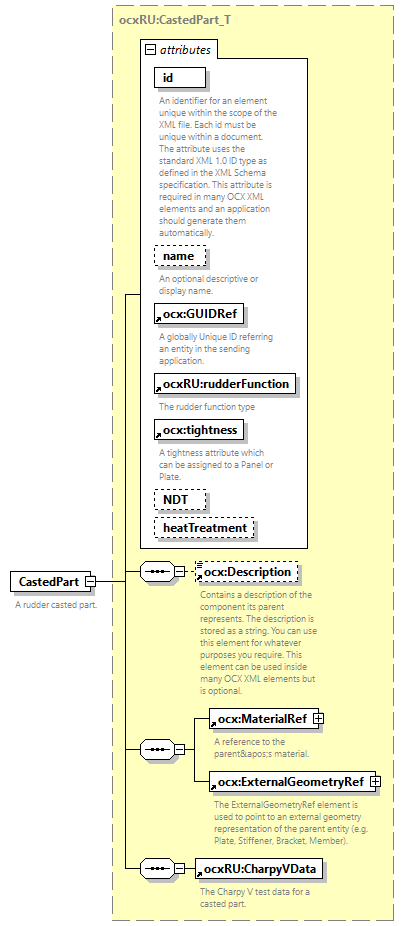 ocxRU:CastedPart_T
attributes
id
An identifier for an element
unique within the scope of the
XML file. Each id must be
unique within a document.
The attribute uses the
standard XML 1.0 ID type as
defined in the XML Schema
specification. This attribute is
required in many OCX XML
elements and an application
should generate them
automatically.
name
An optional descriptive or
display name.
ocx:GUIDRef
A globally Unique ID referring
an entity in the sending
application.
ocxRU:rudderFunction
The rudder function type
ocx:tightness
A tightness attribute which
can be assigned to a Panel or
Plate.
NDT
heatTreatment
CastedPart
A rudder casted part.
ocx:Description
Contains a description of the
component its parent
represents. The description is
stored as a string. You can use
this element for whatever
purposes you require. This
element can be used inside
many OCX XML elements but
is optional.
ocx:MaterialRef
A reference to the
parent&apos;s material.
ocx:ExternalGeometryRef
The ExternalGeometryRef element is
used to point to an external geometry
representation of the parent entity (e.g.
Plate, Stiffener, Bracket, Member).
ocxRU:CharpyVData
The Charpy V test data for a
casted part.